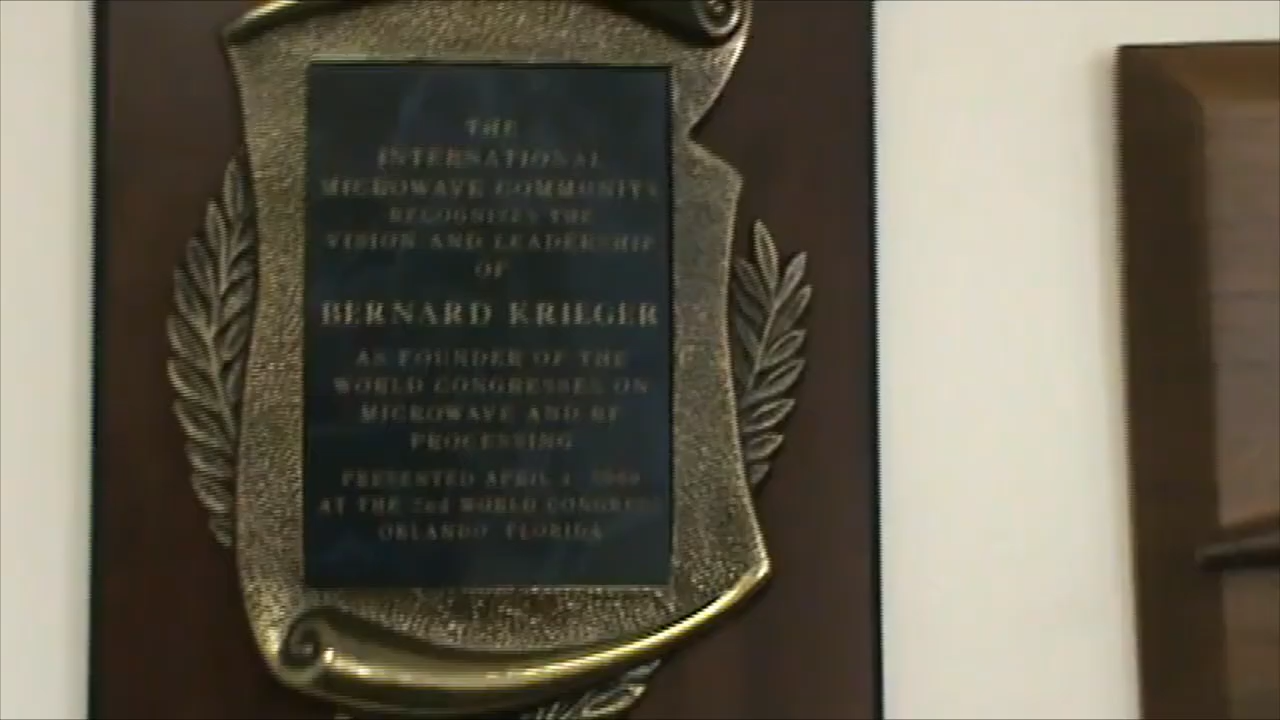 THE
INTERNATIONAL
MICROWAVE COMMUNITY
RECOGNIZES THE
VISION AND LEADERSHIP
OF
BERNARD KRIEGER
AS FOUNDER OF THE
WORLD CONGRESSES ON
MICROWAVE AND RF
PROCESSING
PRESENTED APRIL
AT THE 2nd WORLD CONGRESS
ORLANDO, FLORIDA